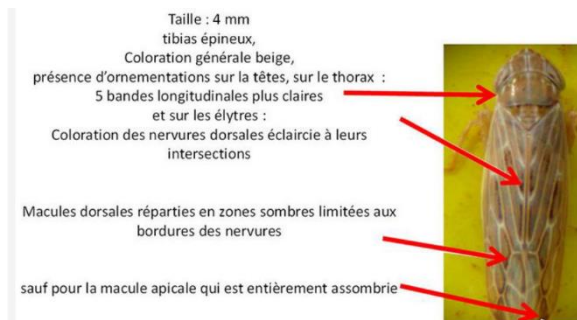 Taille : 4 mm
tibias épineux,
Coloration générale beige,
présence d'ornementations sur la têtes, sur le thorax :
5 bandes longitudinales plus claires
et sur les élytres :
Coloration des nervures dorsales éclaircie à leurs
intersections
Macules dorsales réparties en zones sombres limitées aux
bordures des nervures
sauf pour la macule apicale qui est entièrement assombrie